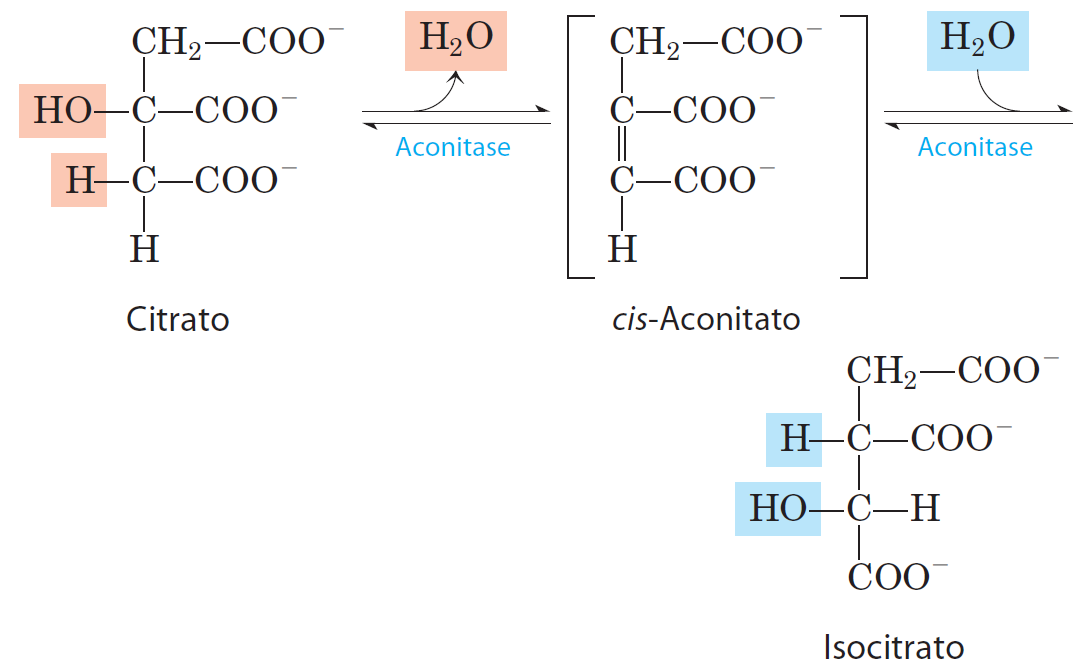 CH₂—COO⁻
HO—C—COO⁻
H—C—COO⁻
H
Citrato
H₂O
Aconitase
CH₂—COO⁻
C—COO⁻
C—COO⁻
H
cis-Aconitato
H₂O
Aconitase
CH₂—COO⁻
H—C—COO⁻
HO—C—H
COO⁻
Isocitrato